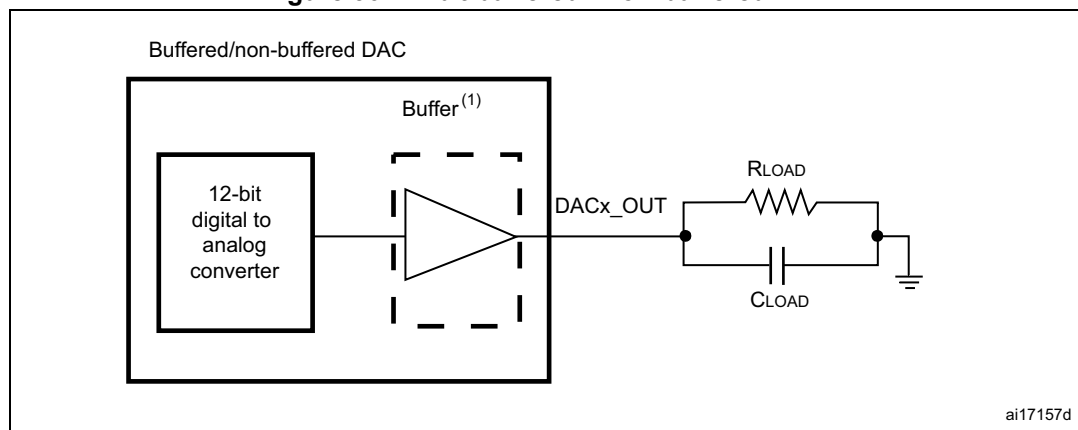 Buffered/non-buffered DAC
Buffer(1)
12-bit
digital to
analog
converter
DACx_OUT
RLOAD
CLOAD
ai17157d